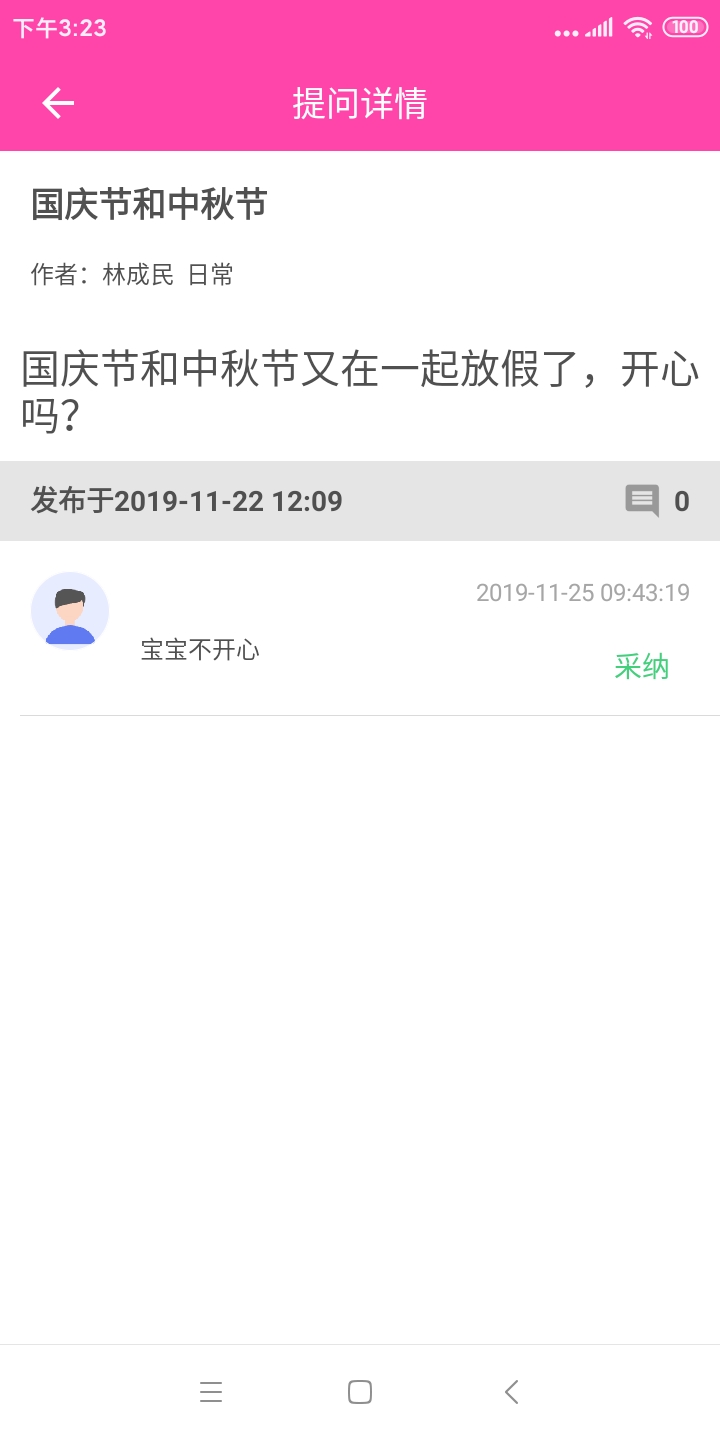 下午3:23
100
提问详情
国庆节和中秋节
作者：林成民 日常
国庆节和中秋节又在一起放假了，开心
吗？
发布于2019-11-22 12:09
0
2019-11-25 09:43:19
宝宝不开心
采纳